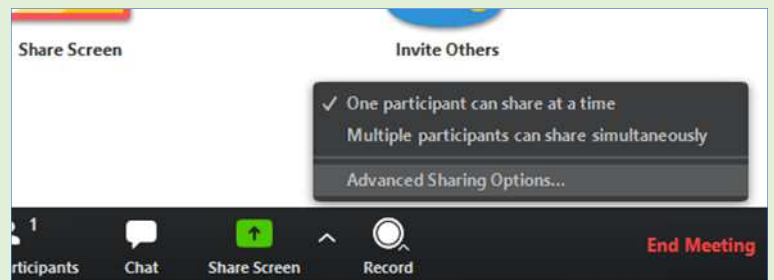 Share Screen
Invite Others
✓ One participant can share at a time
Multiple participants can share simultaneously
Advanced Sharing Options...
1
rticipants
Chat
Share Screen
Record
End Meeting